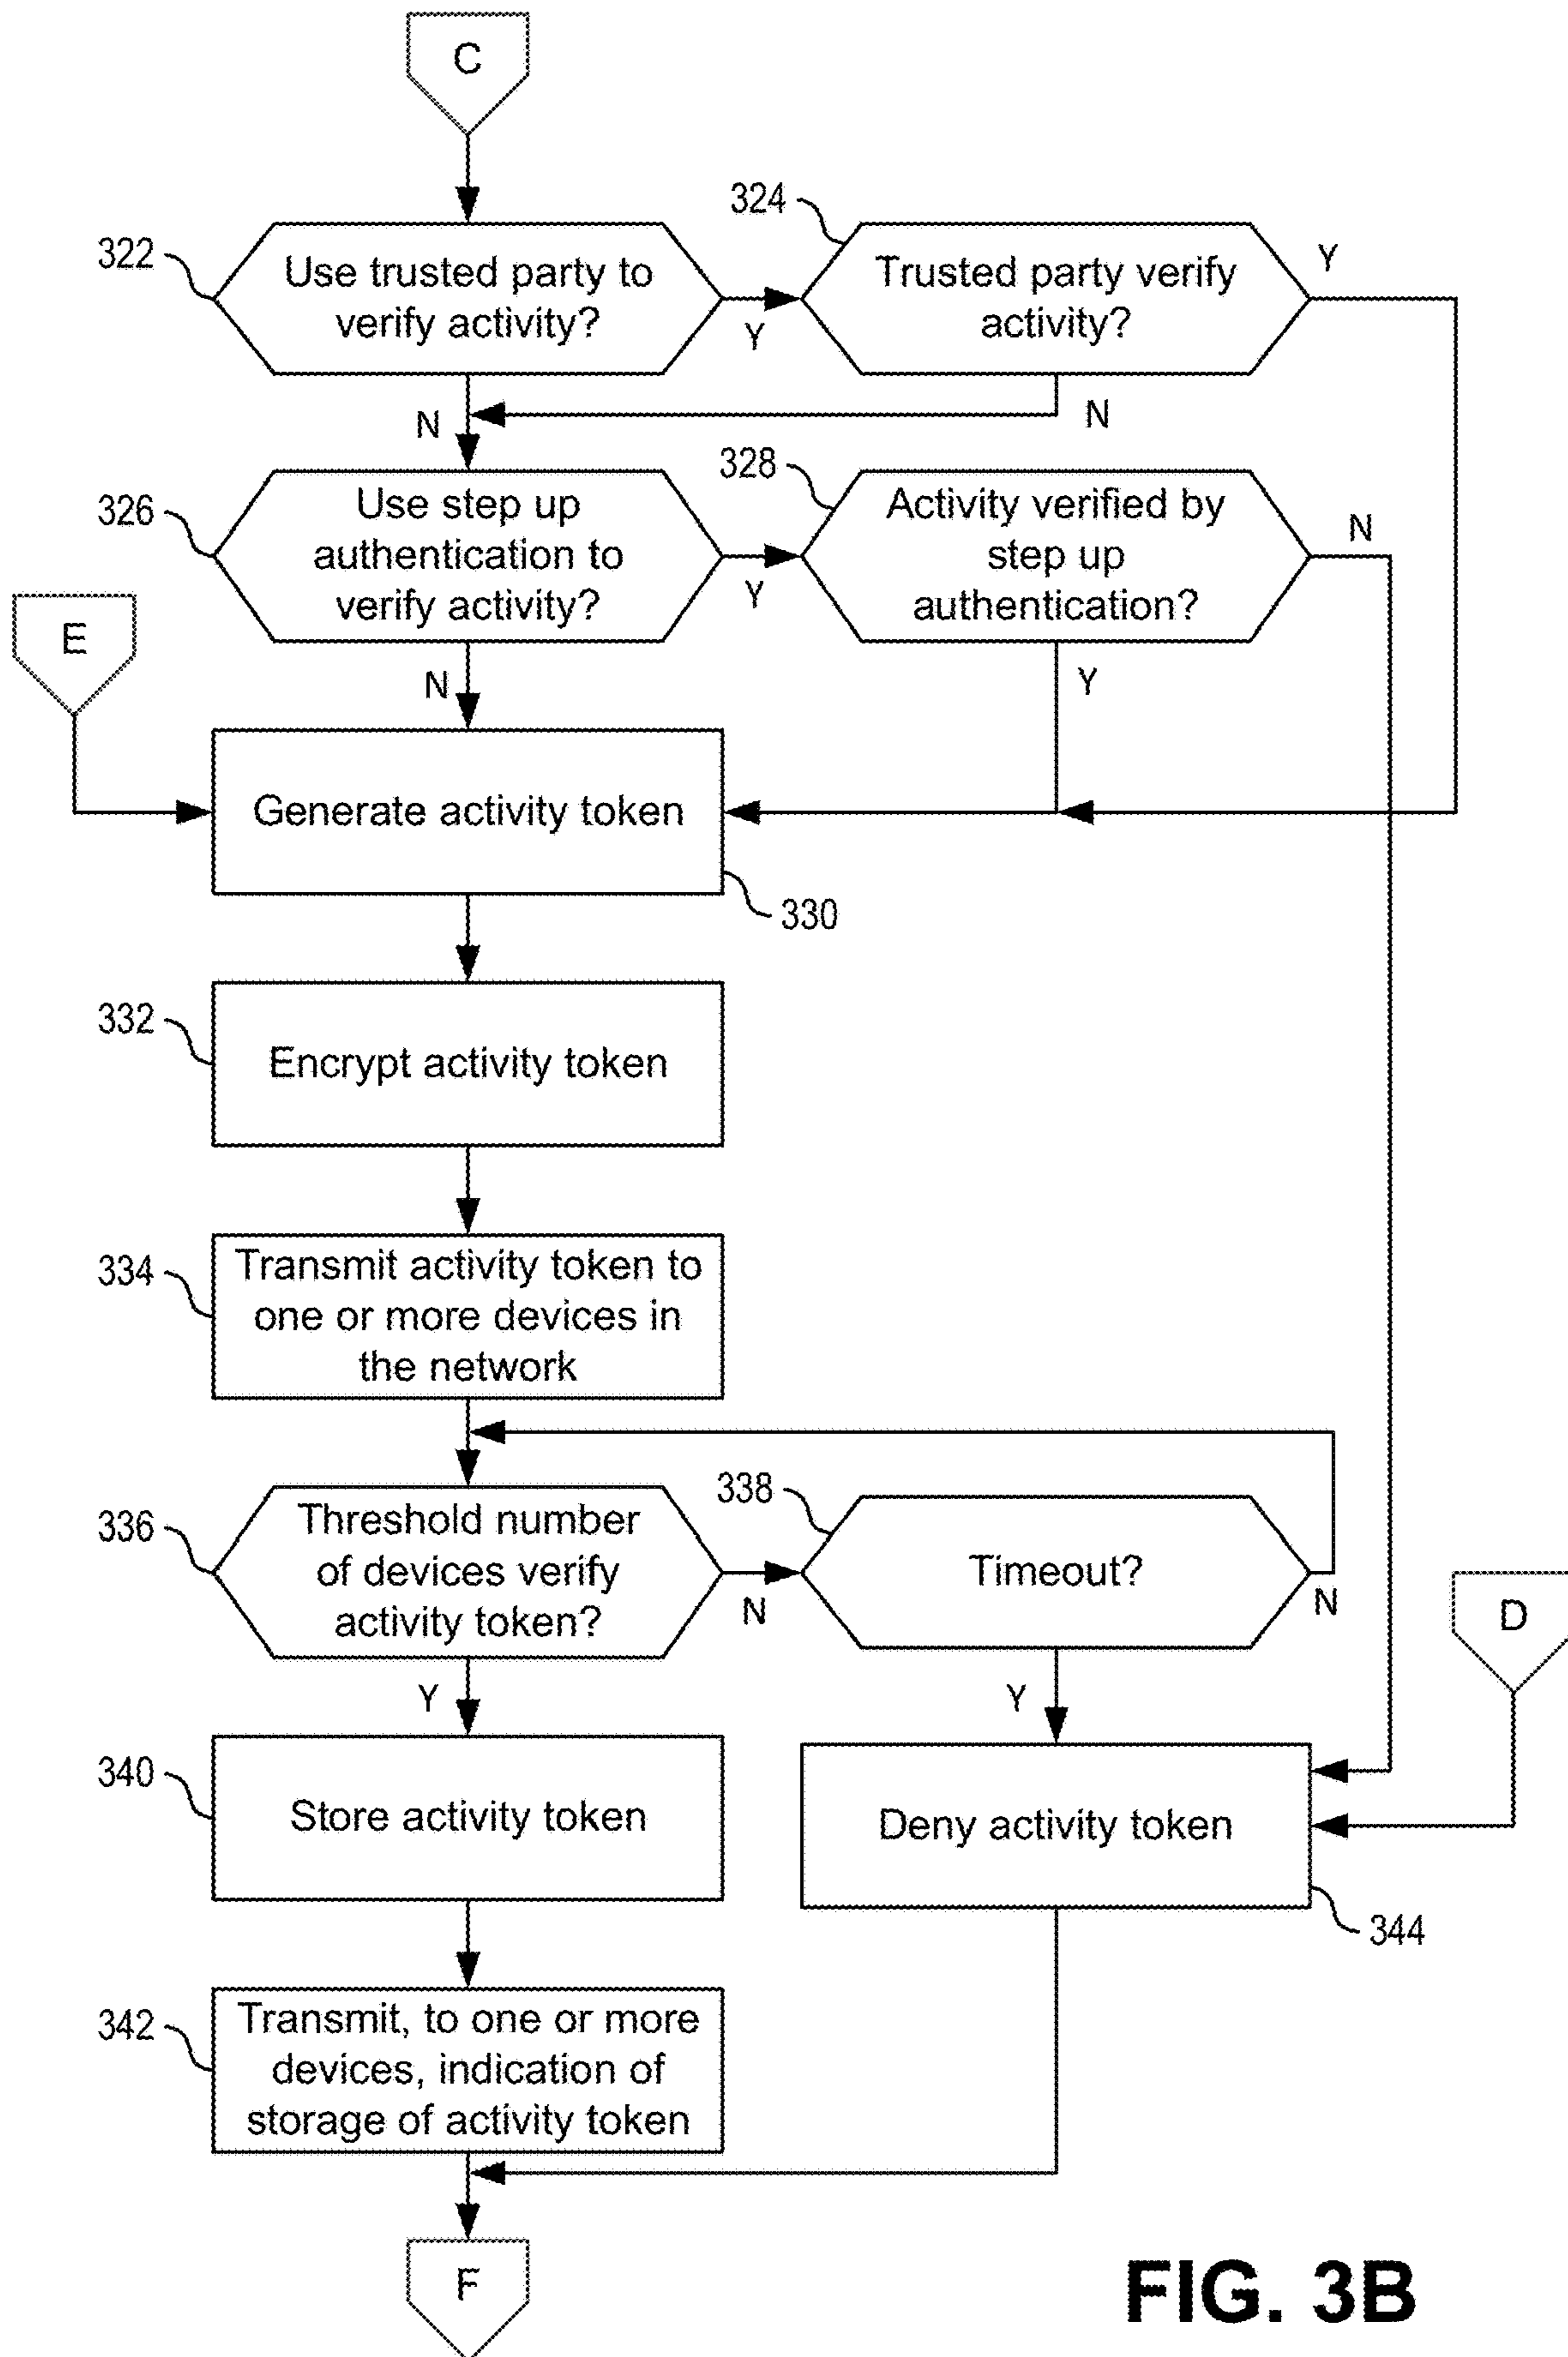 C
324
322
Use trusted party to
verify activity?
Y
Trusted party verify
activity?
Y
N
N
328
326
Use step up
authentication to
verify activity?
Y
Activity verified by
step up
authentication?
N
E
N
Y
Generate activity token
330
332
Encrypt activity token
334
Transmit activity token to
one or more devices in
the network
338
336
Threshold number
of devices verify
activity token?
N
Timeout?
N
D
Y
Y
340
Store activity token
Deny activity token
344
342
Transmit, to one or more
devices, indication of
storage of activity token
F
FIG. 3B